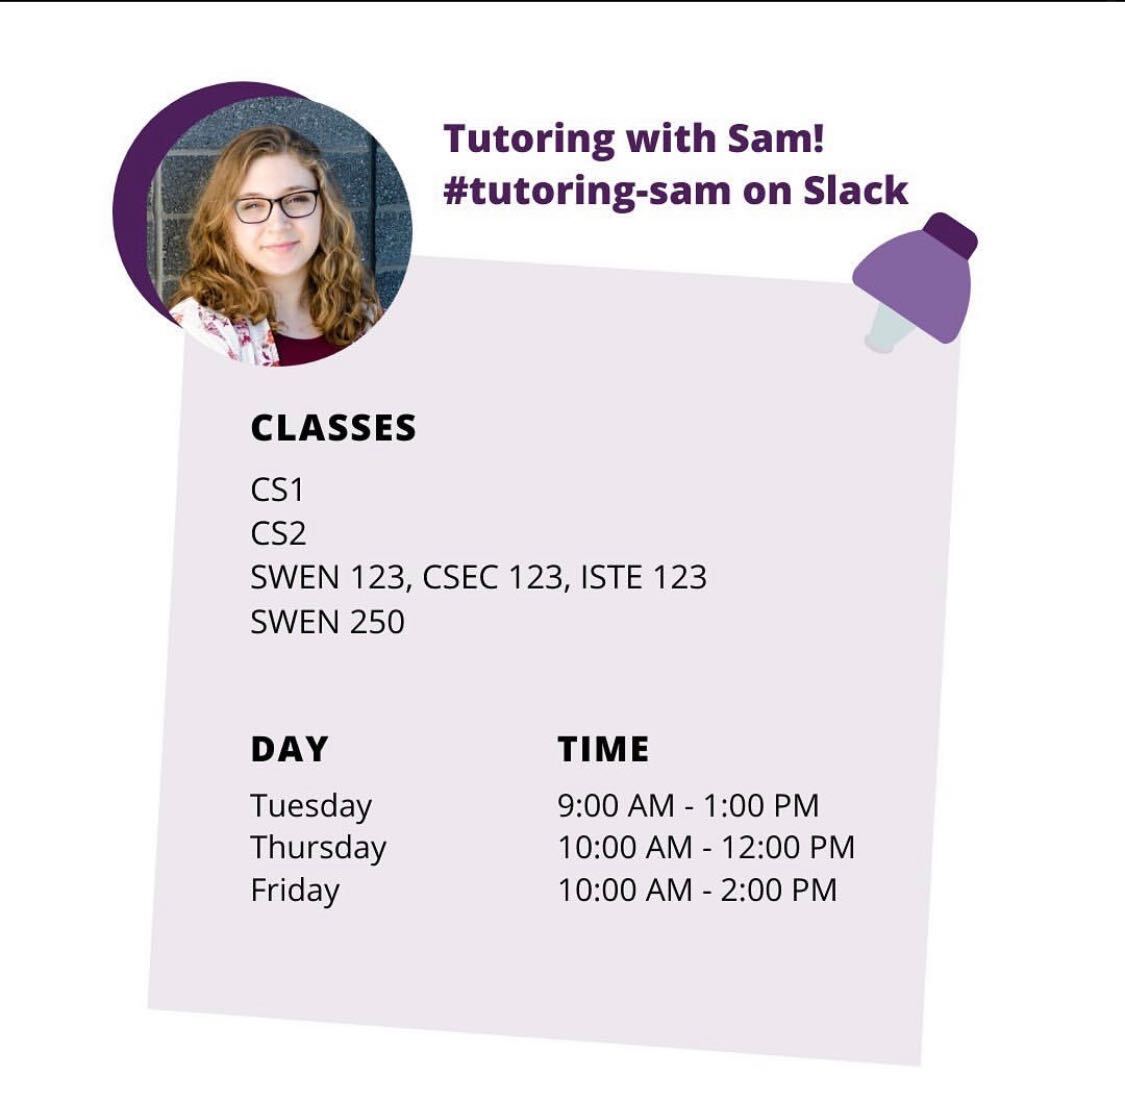 Tutoring with Sam!
#tutoring-sam on Slack
CLASSES
CS1
CS2
SWEN 123, CSEC 123, ISTE 123
SWEN 250
DAY TIME
Tuesday 9:00 AM - 1:00 PM
Thursday 10:00 AM - 12:00 PM
Friday 10:00 AM - 2:00 PM